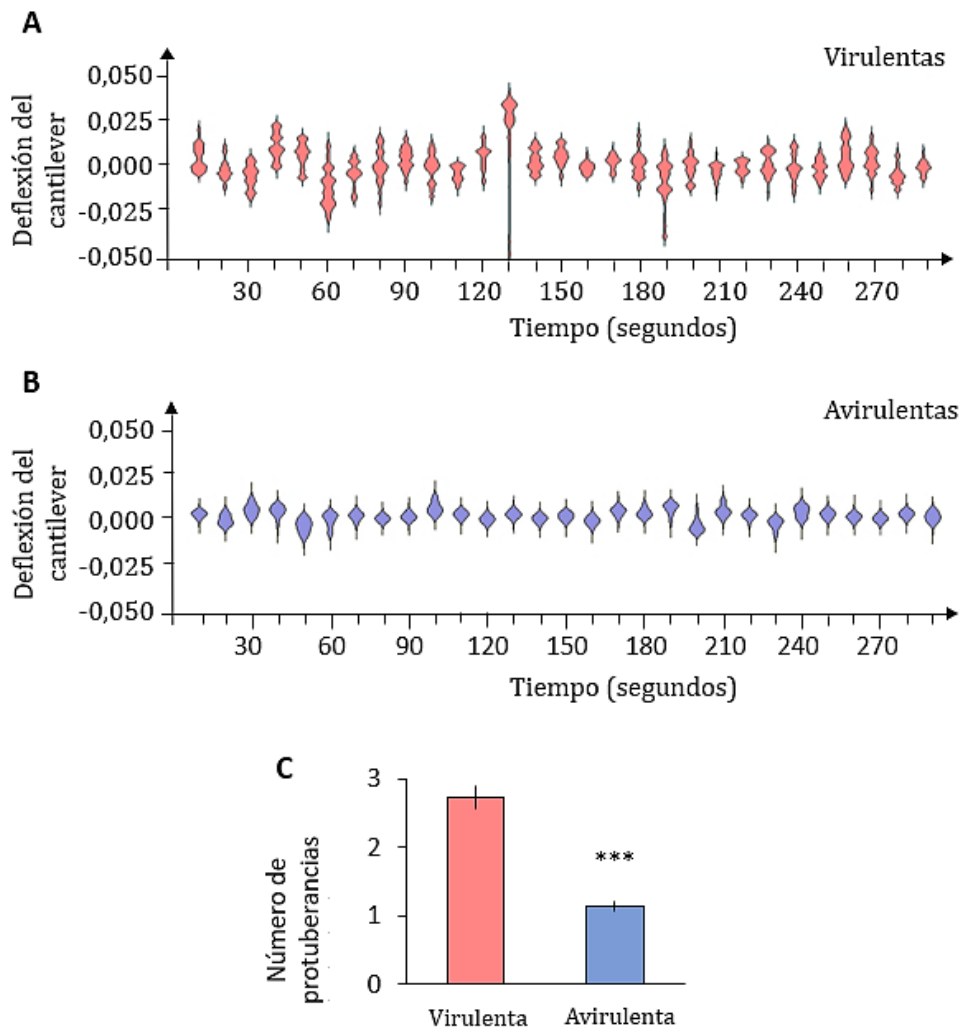 A
Virulentas
Deflexión del
cantilever
0,050
0,025
0,000
-0,025
-0,050
30 60 90 120 150 180 210 240 270
Tiempo (segundos)
B
Avirulentas
Deflexión del
cantilever
0,050
0,025
0,000
-0,025
-0,050
30 60 90 120 150 180 210 240 270
Tiempo (segundos)
C
Número de
protuberancias
3
2
1
0
***
Virulenta Avirulenta